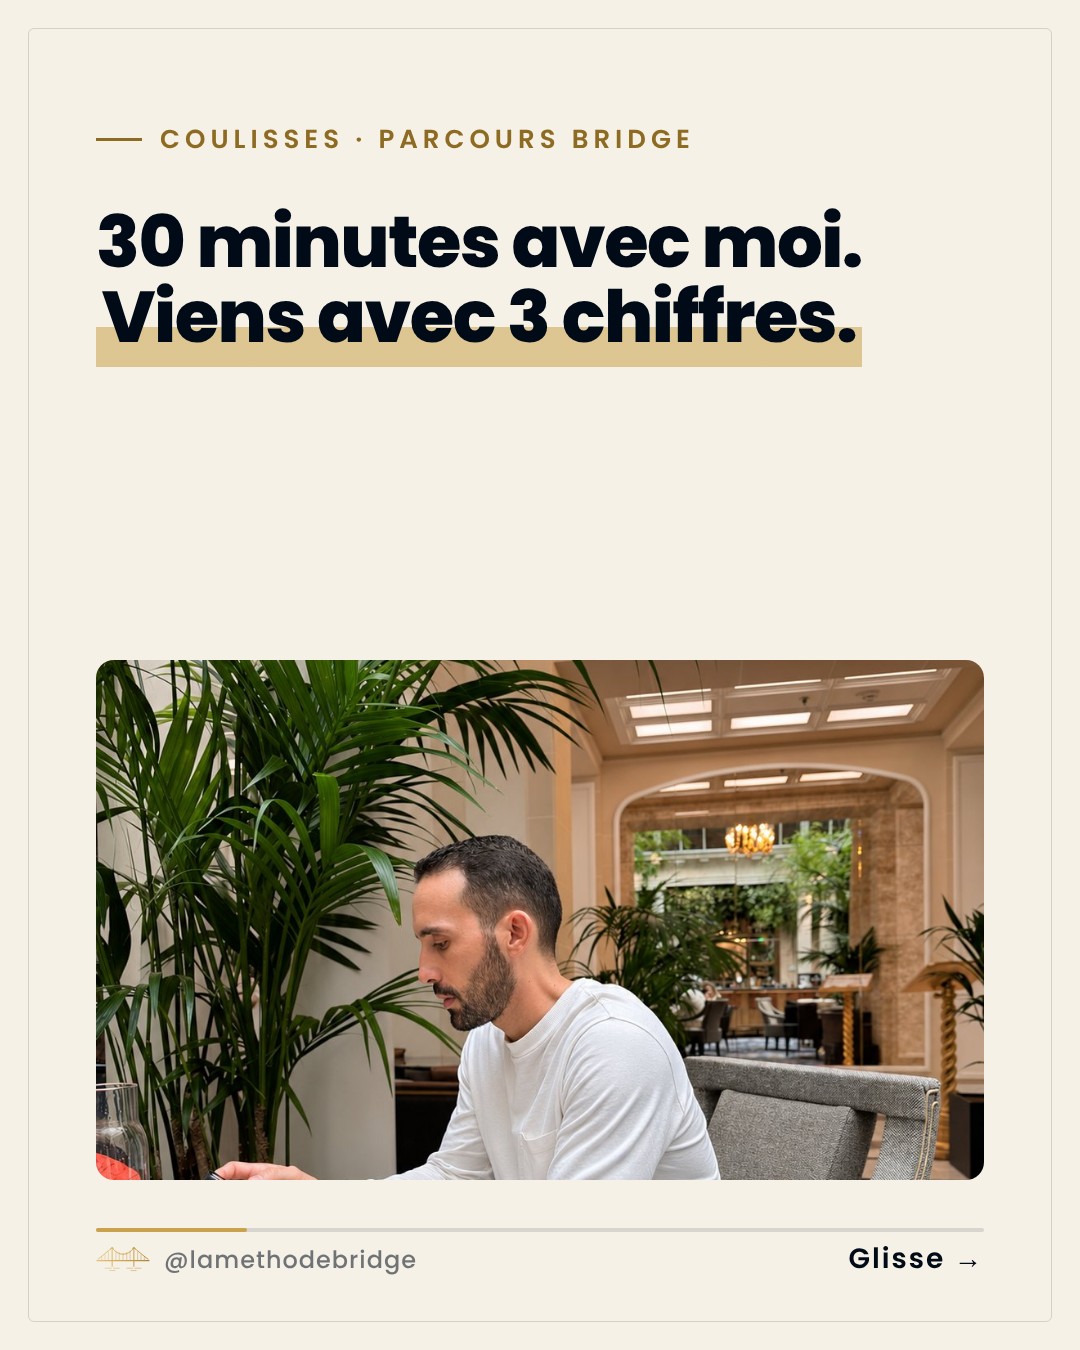 COULISSES · PARCOURS BRIDGE
30 minutes avec moi.
Viens avec 3 chiffres.
@lamethodebridge
Glisse →